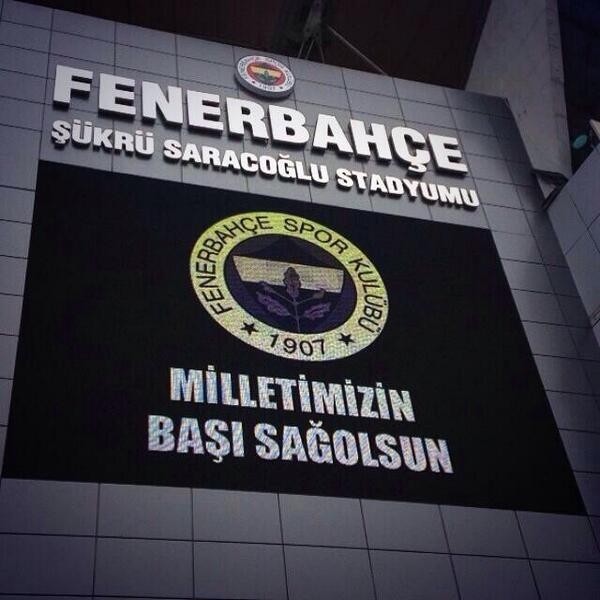 FENERBAHÇE
ŞÜKRÜ SARACOĞLU STADYUMU
FENERBAHÇE SPOR KULÜBÜ
★ 1907 ★
MİLLETİMİZİN
BAŞI SAĞOLSUN